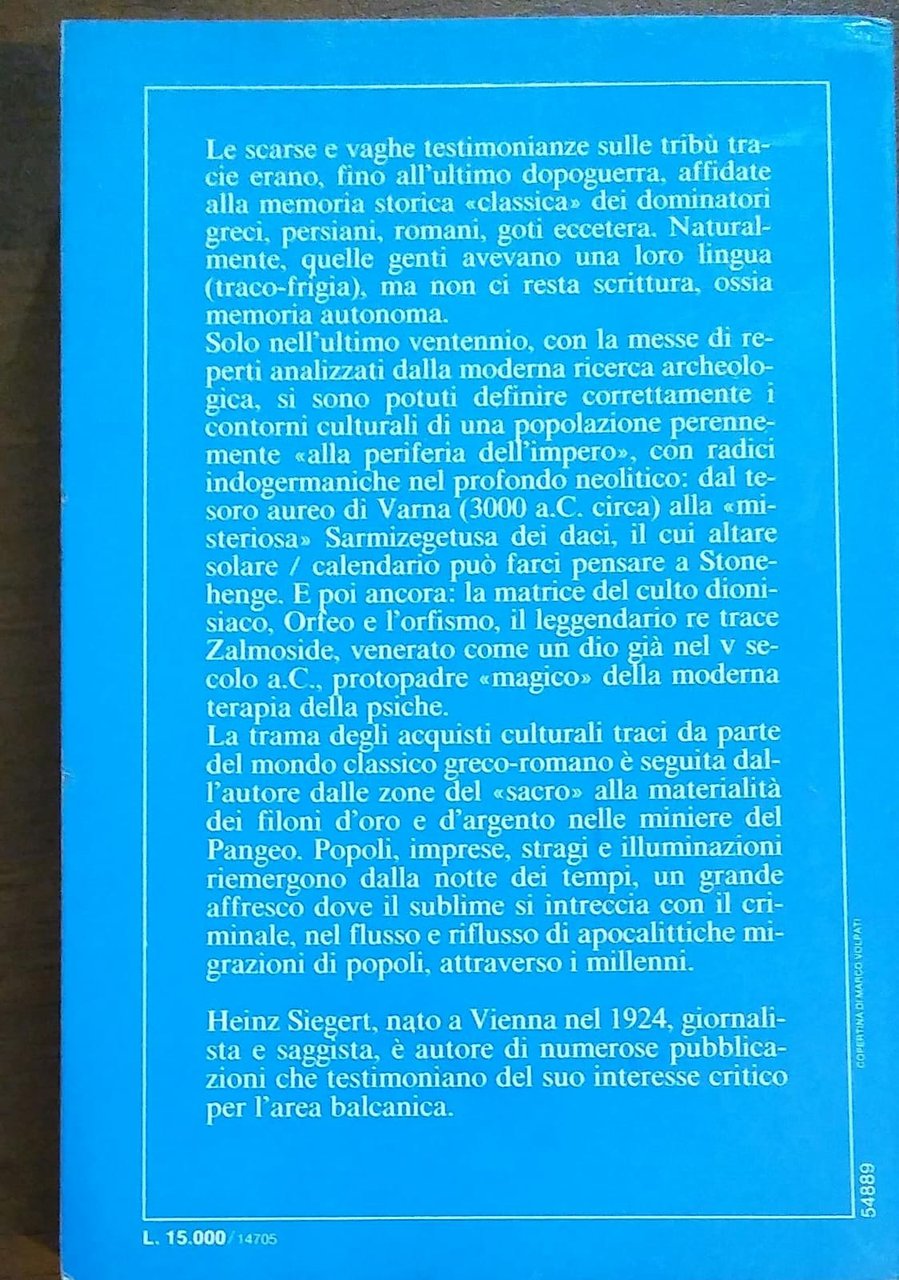 Le scarse e vaghe testimonianze sulle tribù tra-
cie erano, fino all'ultimo dopoguerra, affidate
alla memoria storica «classica» dei dominatori
greci, persiani, romani, goti eccetera. Natural-
mente, quelle genti avevano una loro lingua
(traco-frigia), ma non ci resta scrittura, ossia
memoria autonoma.
Solo nell'ultimo ventennio, con la messe di re-
perti analizzati dalla moderna ricerca archeolo-
gica, si sono potuti definire correttamente i
contorni culturali di una popolazione perenne-
mente «alla periferia dell'impero», con radici
indogermaniche nel profondo neolitico: dal te-
soro aureo di Varna (3000 a.C. circa) alla «mi-
steriosa» Sarmizegetusa dei daci, il cui altare
solare / calendario può farci pensare a Stone-
henge. E poi ancora: la matrice del culto dioni-
siaco, Orfeo e l'orfismo, il leggendario re trace
Zalmoside, venerato come un dio già nel V se-
colo a.C., protopadre «magico» della moderna
terapia della psiche.
La trama degli acquisti culturali traci da parte
del mondo classico greco-romano è seguita dal-
l'autore dalle zone del «sacro» alla materialità
dei filoni d'oro e d'argento nelle miniere del
Pangeo. Popoli, imprese, stragi e illuminazioni
riemergono dalla notte dei tempi, un grande
affresco dove il sublime si intreccia con il cri-
minale, nel flusso e riflusso di apocalittiche mi-
grazioni di popoli, attraverso i millenni.
Heinz Siegert, nato a Vienna nel 1924, giornali-
sta e saggista, è autore di numerose pubblica-
zioni che testimoniano del suo interesse critico
per l'area balcanica.
COPERTINA DI MARCO VOLPATI
54889
L. 15.000 / 14705